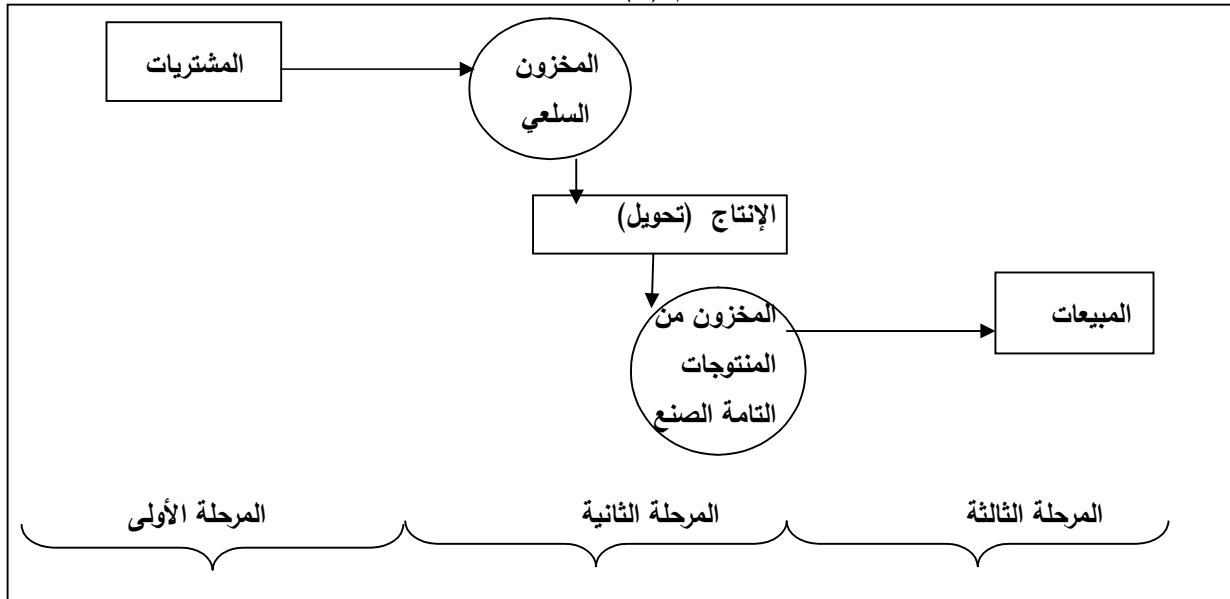 المشتريات
المخزون
السلعي
الإنتاج (تحويل)
المخزون من
المنتوجات
التامة الصنع
المبيعات
المرحلة الأولى
المرحلة الثانية
المرحلة الثالثة